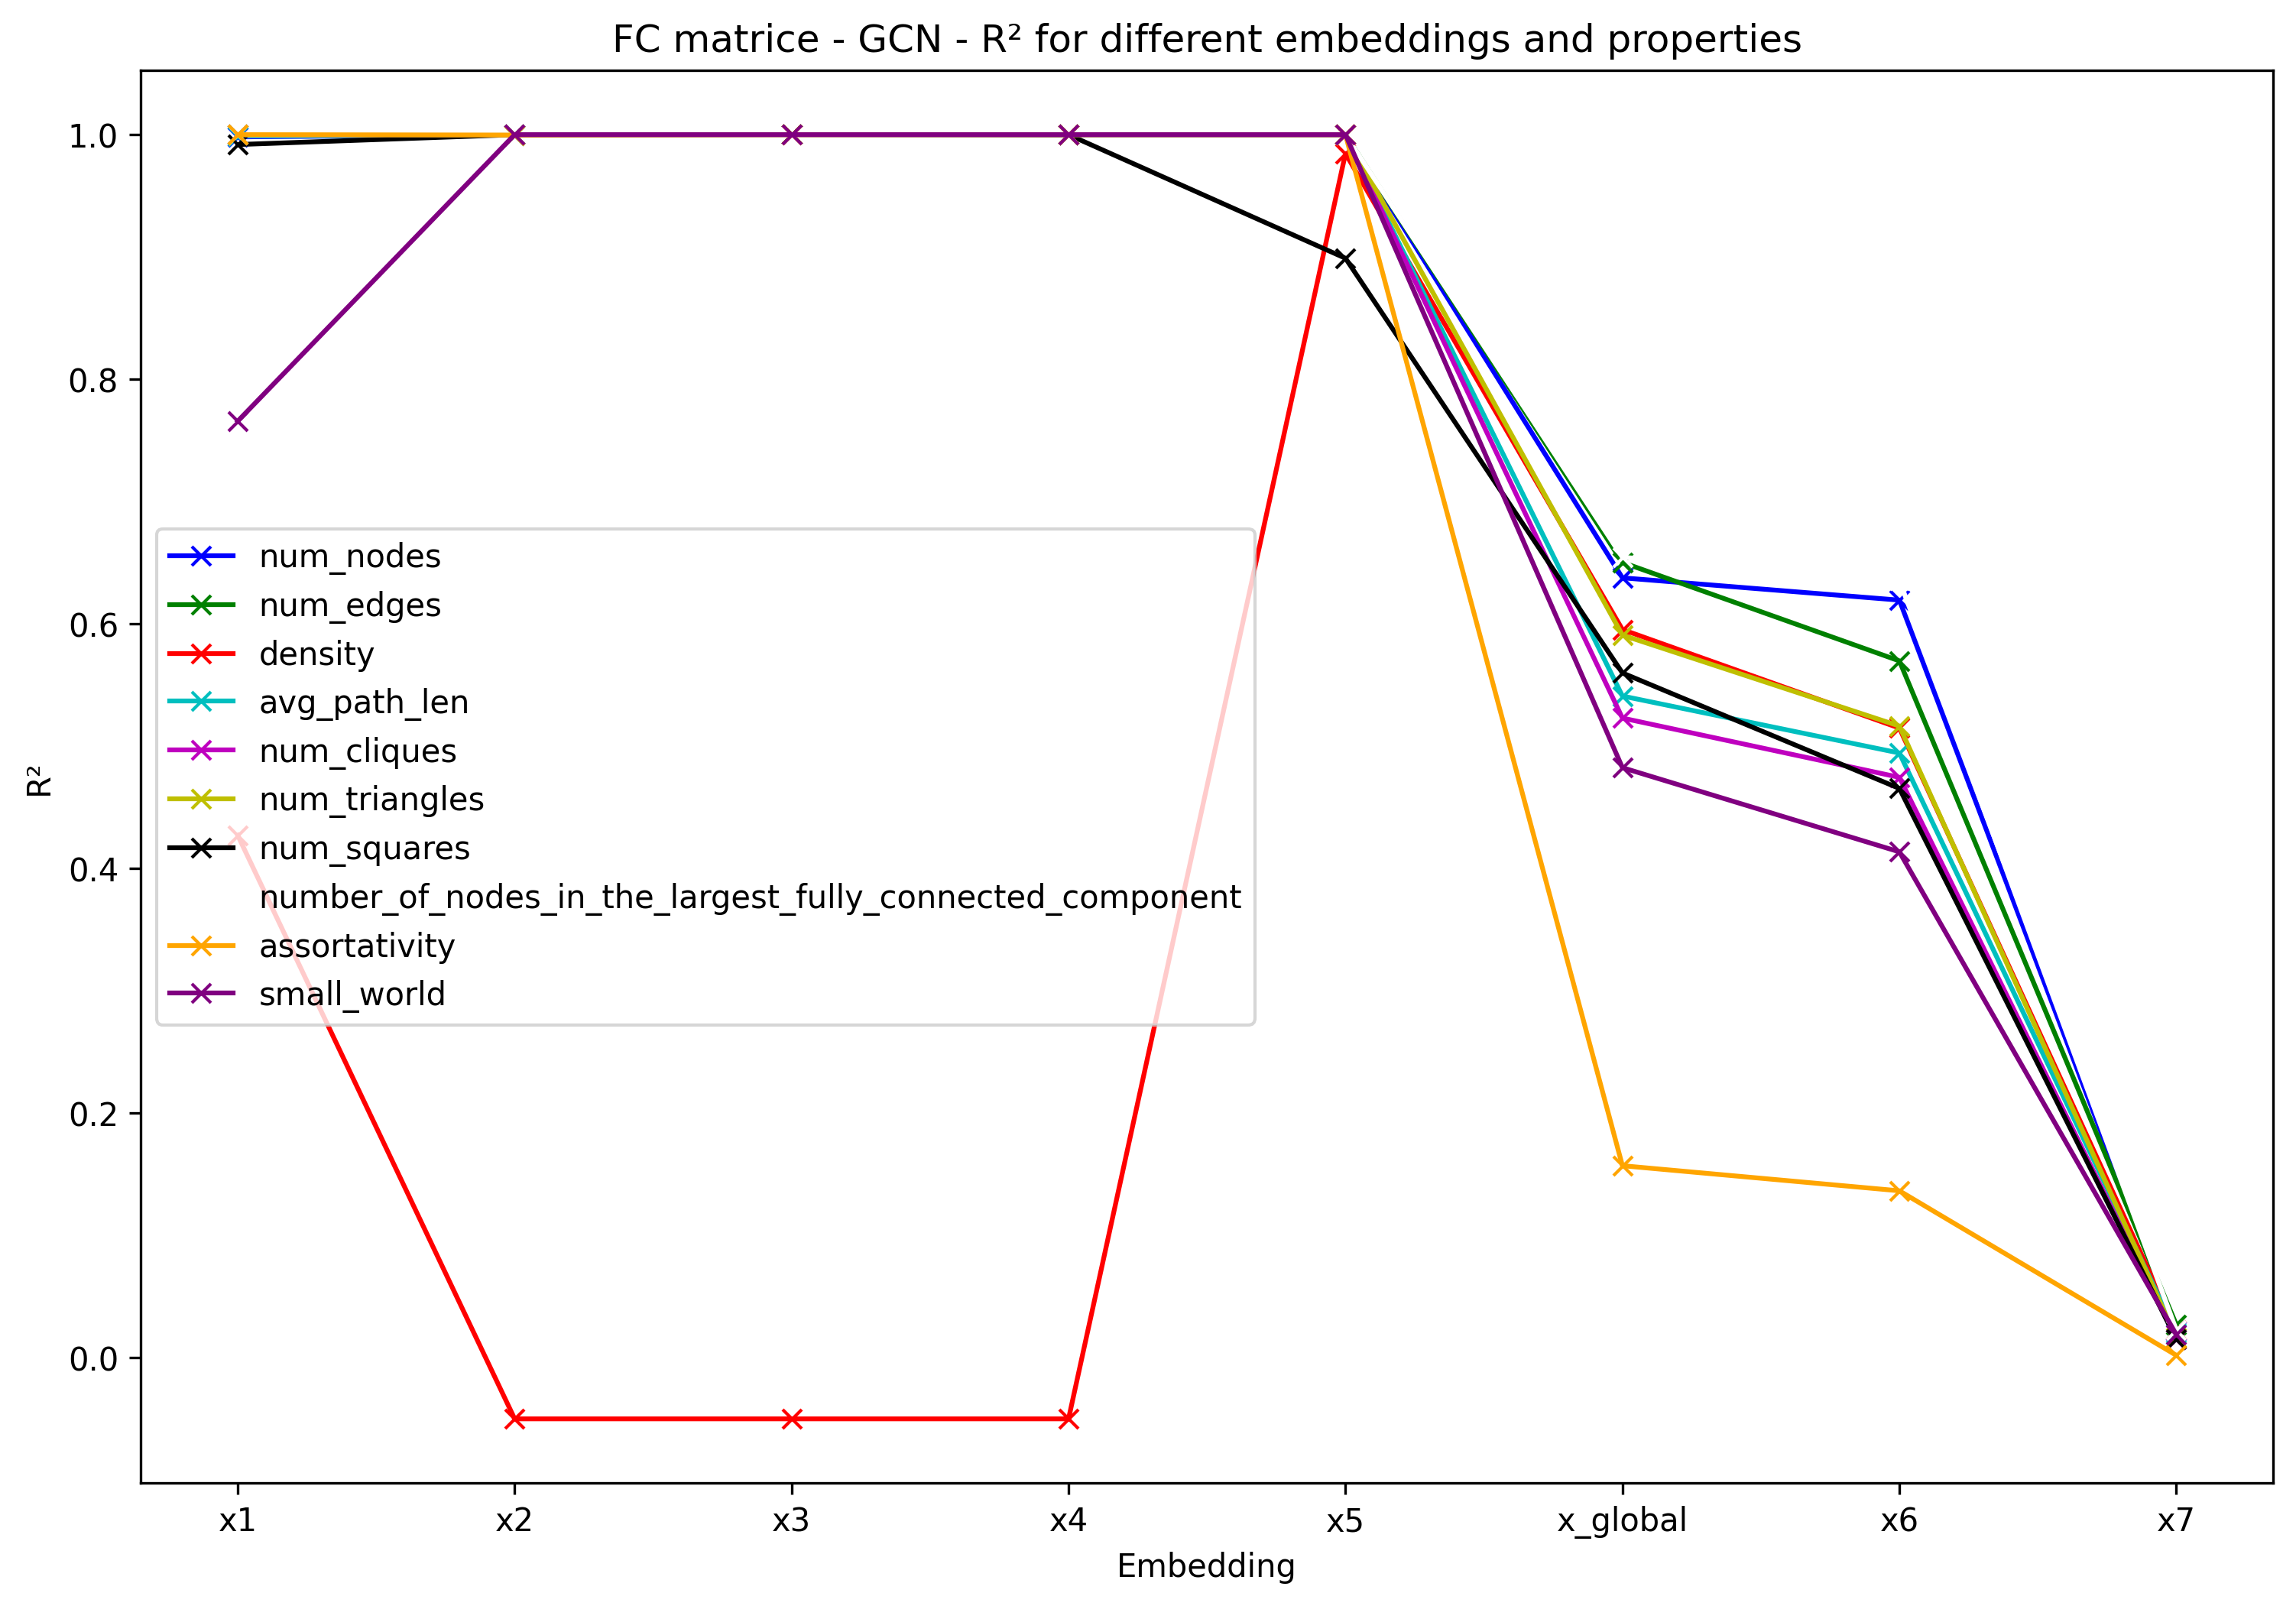 FC matrice - GCN - R² for different embeddings and properties
R²
1.0
0.8
0.6
0.4
0.2
0.0
num_nodes
num_edges
density
avg_path_len
num_cliques
num_triangles
num_squares
number_of_nodes_in_the_largest_fully_connected_component
assortativity
small_world
x1 x2 x3 x4 x5 x_global x6 x7
Embedding